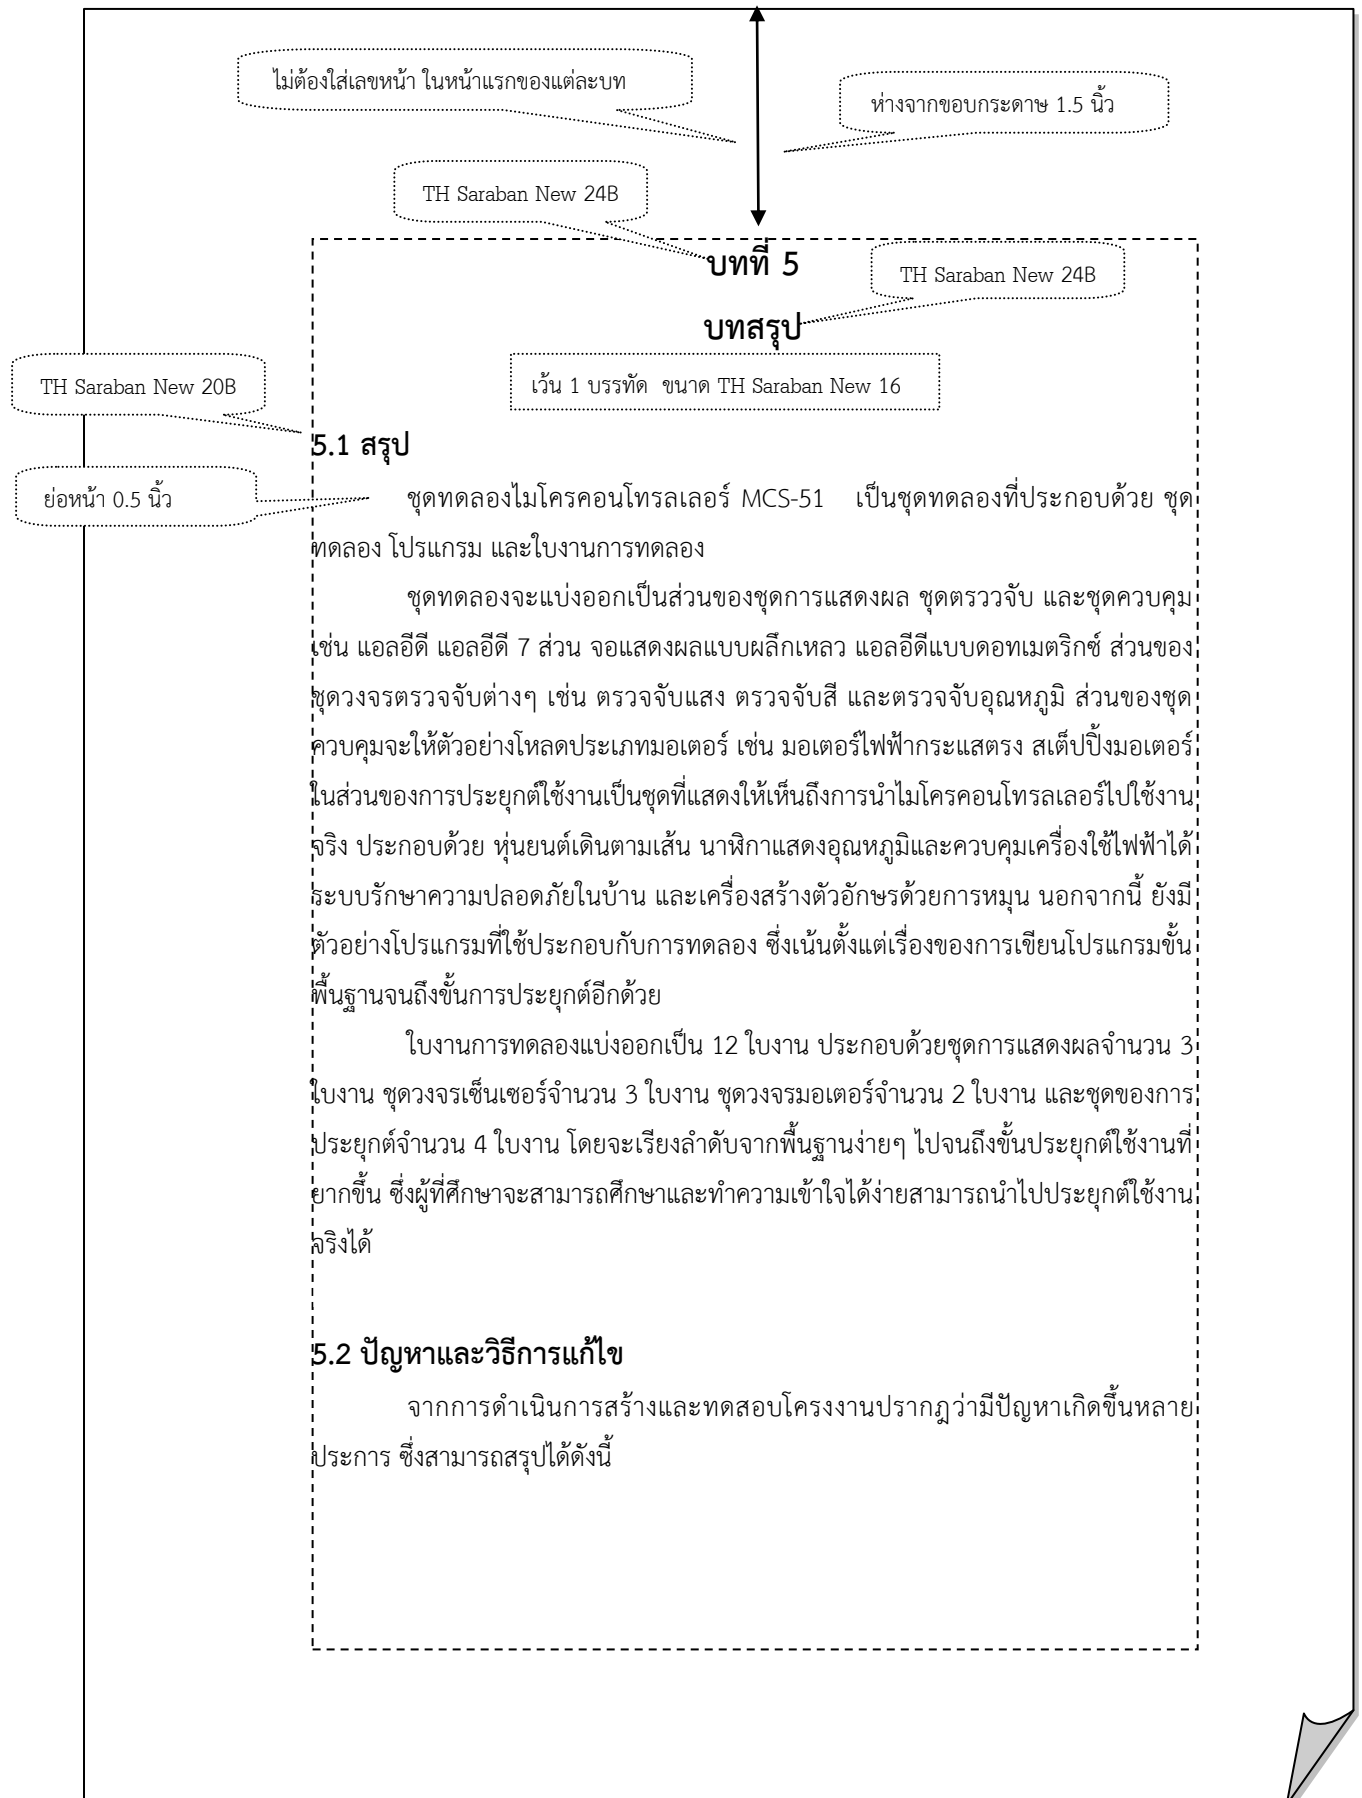 ไม่ต้องใส่เลขหน้า ในหน้าแรกของแต่ละบท
ห่างจากขอบกระดาษ 1.5 นิ้ว
TH Saraban New 24B
บทที่ 5
TH Saraban New 24B
บทสรุป
เว้น 1 บรรทัด ขนาด TH Saraban New 16
TH Saraban New 20B
5.1 สรุป
ย่อหน้า 0.5 นิ้ว
ชุดทดลองไมโครคอนโทรลเลอร์ MCS-51 เป็นชุดทดลองที่ประกอบด้วย ชุด
ทดลอง โปรแกรม และใบงานการทดลอง
ชุดทดลองจะแบ่งออกเป็นส่วนของชุดการแสดงผล ชุดตรววจับ และชุดควบคุม
เช่น แอลอีดี แอลอีดี 7 ส่วน จอแสดงผลแบบผลึกเหลว แอลอีดีแบบดอทเมตริกซ์ ส่วนของ
ชุดวงจรตรวจจับต่างๆ เช่น ตรวจจับแสง ตรวจจับสี และตรวจจับอุณหภูมิ ส่วนของชุด
ควบคุมจะให้ตัวอย่างโหลดประเภทมอเตอร์ เช่น มอเตอร์ไฟฟ้ากระแสตรง สเต็ปปิ้งมอเตอร์
ในส่วนของการประยุกต์ใช้งานเป็นชุดที่แสดงให้เห็นถึงการนำไมโครคอนโทรลเลอร์ไปใช้งาน
จริง ประกอบด้วย หุ่นยนต์เดินตามเส้น นาฬิกาแสดงอุณหภูมิและควบคุมเครื่องใช้ไฟฟ้าได้
ระบบรักษาความปลอดภัยในบ้าน และเครื่องสร้างตัวอักษรด้วยการหมุน นอกจากนี้ ยังมี
ตัวอย่างโปรแกรมที่ใช้ประกอบกับการทดลอง ซึ่งเน้นตั้งแต่เรื่องของการเขียนโปรแกรมขั้น
พื้นฐานจนถึงขั้นการประยุกต์อีกด้วย
ใบงานการทดลองแบ่งออกเป็น 12 ใบงาน ประกอบด้วยชุดการแสดงผลจำนวน 3
ใบงาน ชุดวงจรเซ็นเซอร์จำนวน 3 ใบงาน ชุดวงจรมอเตอร์จำนวน 2 ใบงาน และชุดของการ
ประยุกต์จำนวน 4 ใบงาน โดยจะเรียงลำดับจากพื้นฐานง่ายๆ ไปจนถึงขั้นประยุกต์ใช้งานที่
ยากขึ้น ซึ่งผู้ที่ศึกษาจะสามารถศึกษาและทำความเข้าใจได้ง่ายสามารถนำไปประยุกต์ใช้งาน
จริงได้
5.2 ปัญหาและวิธีการแก้ไข
จากการดำเนินการสร้างและทดสอบโครงงานปรากฏว่ามีปัญหาเกิดขึ้นหลาย
ประการ ซึ่งสามารถสรุปได้ดังนี้